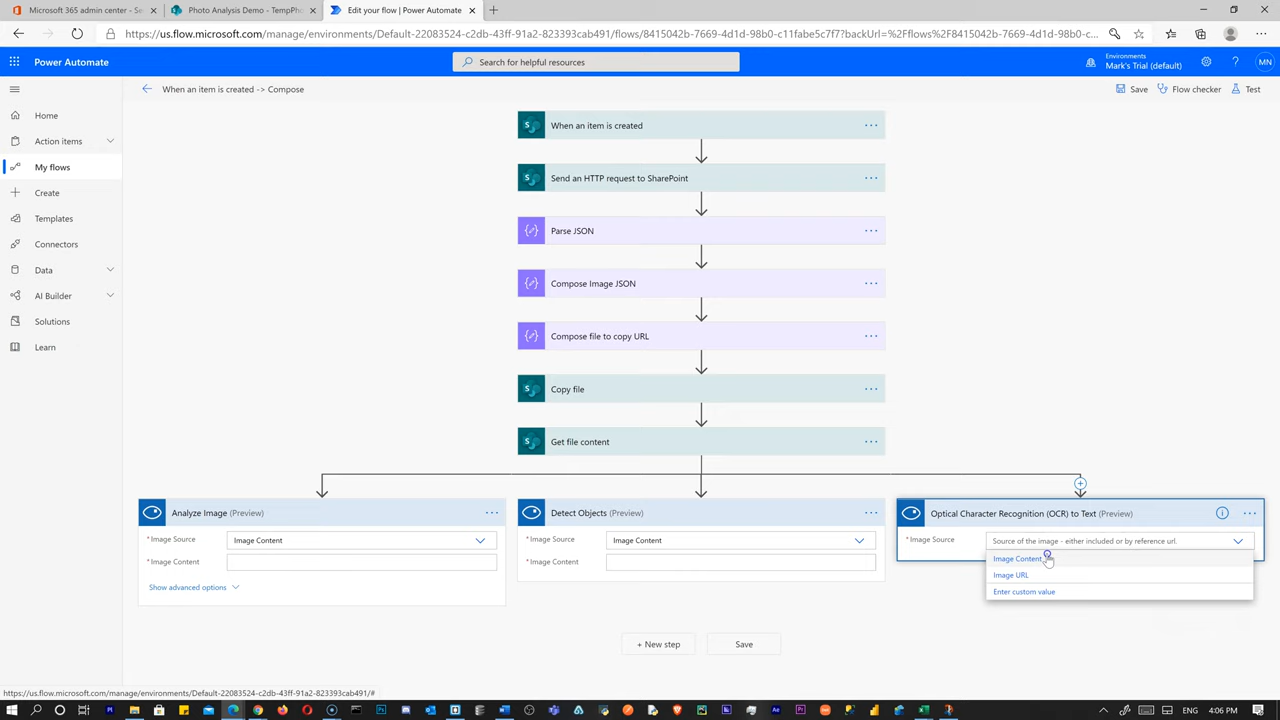 Microsoft 365 admin center - Se
Photo Analysis Demo - TempPho
Edit your flow | Power Automate
https://us.flow.microsoft.com/manage/environments/Default-22083524-c2db-43ff-91a2-823393cab491/flows/8415042b-7669-4d1d-98b0-c11fabe5c7f7?backUrl=%2Fflows%2F8415042b-7669-4d1d-98b0-c11fabe5c7f7%2...
Power Automate
Search for helpful resources
Environments
Mark's Trial (default)
MN
When an item is created -> Compose
Save
Flow checker
Test
Home
Action items
My flows
Create
Templates
Connectors
Data
AI Builder
Solutions
Learn
When an item is created
Send an HTTP request to SharePoint
Parse JSON
Compose Image JSON
Compose file to copy URL
Copy file
Get file content
Analyze Image (Preview)
* Image Source
Image Content
* Image Content
Show advanced options
Detect Objects (Preview)
* Image Source
Image Content
* Image Content
Optical Character Recognition (OCR) to Text (Preview)
* Image Source
Source of the image - either included or by reference url.
Image Content
Image URL
Enter custom value
+ New step
Save
https://us.flow.microsoft.com/manage/environments/Default-22083524-c2db-43ff-91a2-823393cab491/#
ENG
4:06 PM